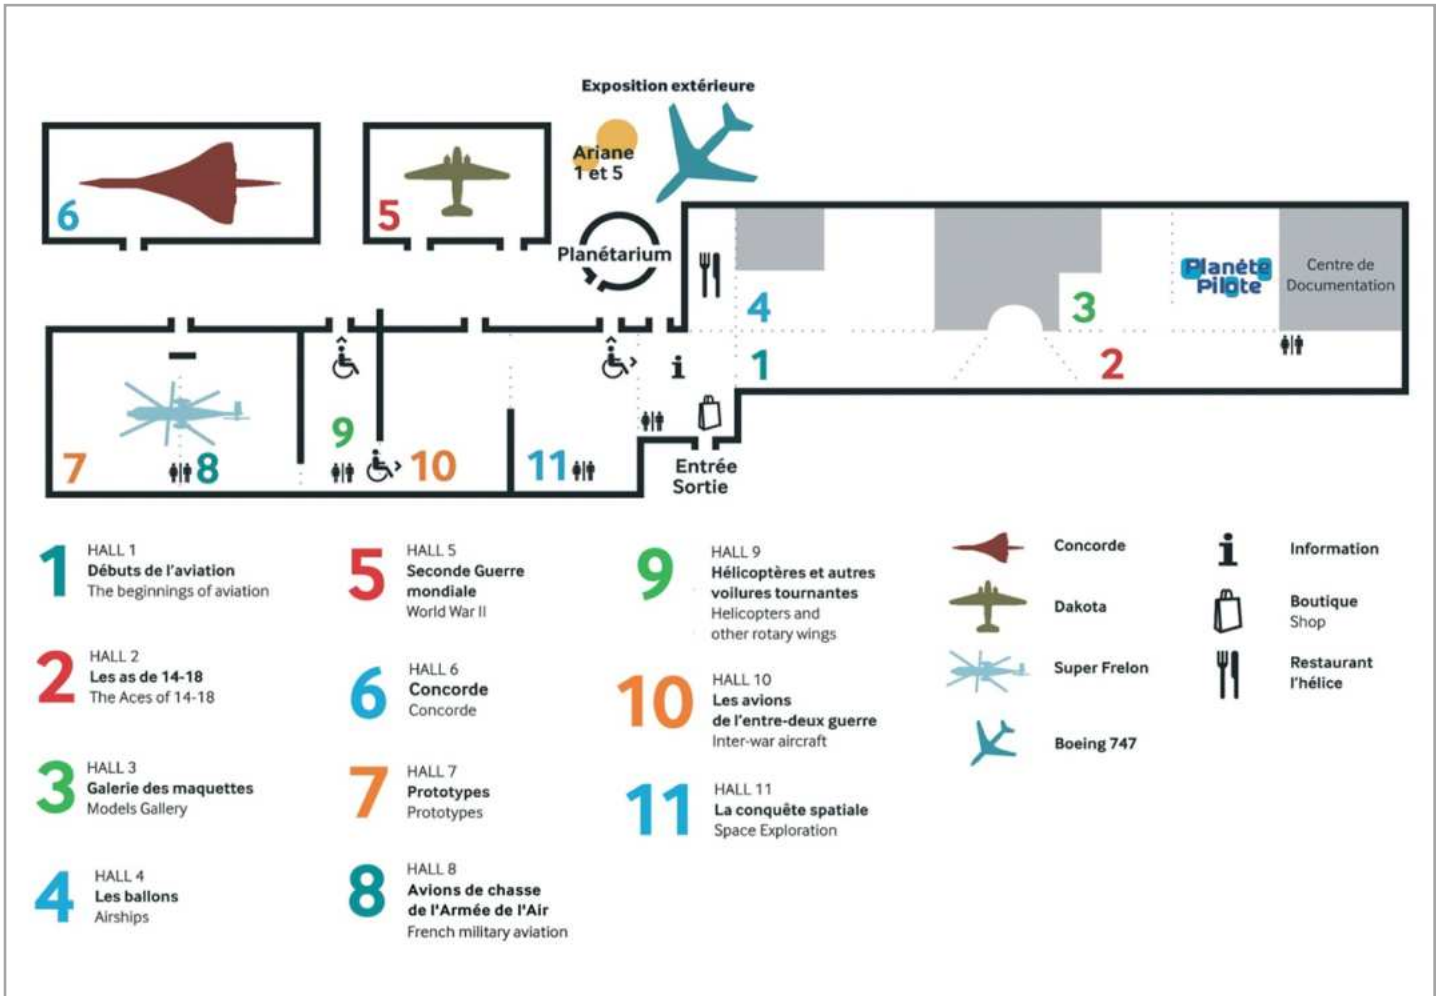 Exposition extérieure
Ariane
1 et 5
6
5
Planétarium
Planète
Pilote
Centre de
Documentation
4
3
1
2
9
7
8
10
11
Entrée
Sortie
1
HALL 1
Débuts de l'aviation
The beginnings of aviation
2
HALL 2
Les as de 14-18
The Aces of 14-18
3
HALL 3
Galerie des maquettes
Models Gallery
4
HALL 4
Les ballons
Airships
5
HALL 5
Seconde Guerre
mondiale
World War II
6
HALL 6
Concorde
Concorde
7
HALL 7
Prototypes
Prototypes
8
HALL 8
Avions de chasse
de l'Armée de l'Air
French military aviation
9
HALL 9
Hélicoptères et autres
voilures tournantes
Helicopters and
other rotary wings
10
HALL 10
Les avions
de l'entre-deux guerre
Inter-war aircraft
11
HALL 11
La conquête spatiale
Space Exploration
Concorde
Dakota
Super Frelon
Boeing 747
Information
Boutique
Shop
Restaurant
l'hélice